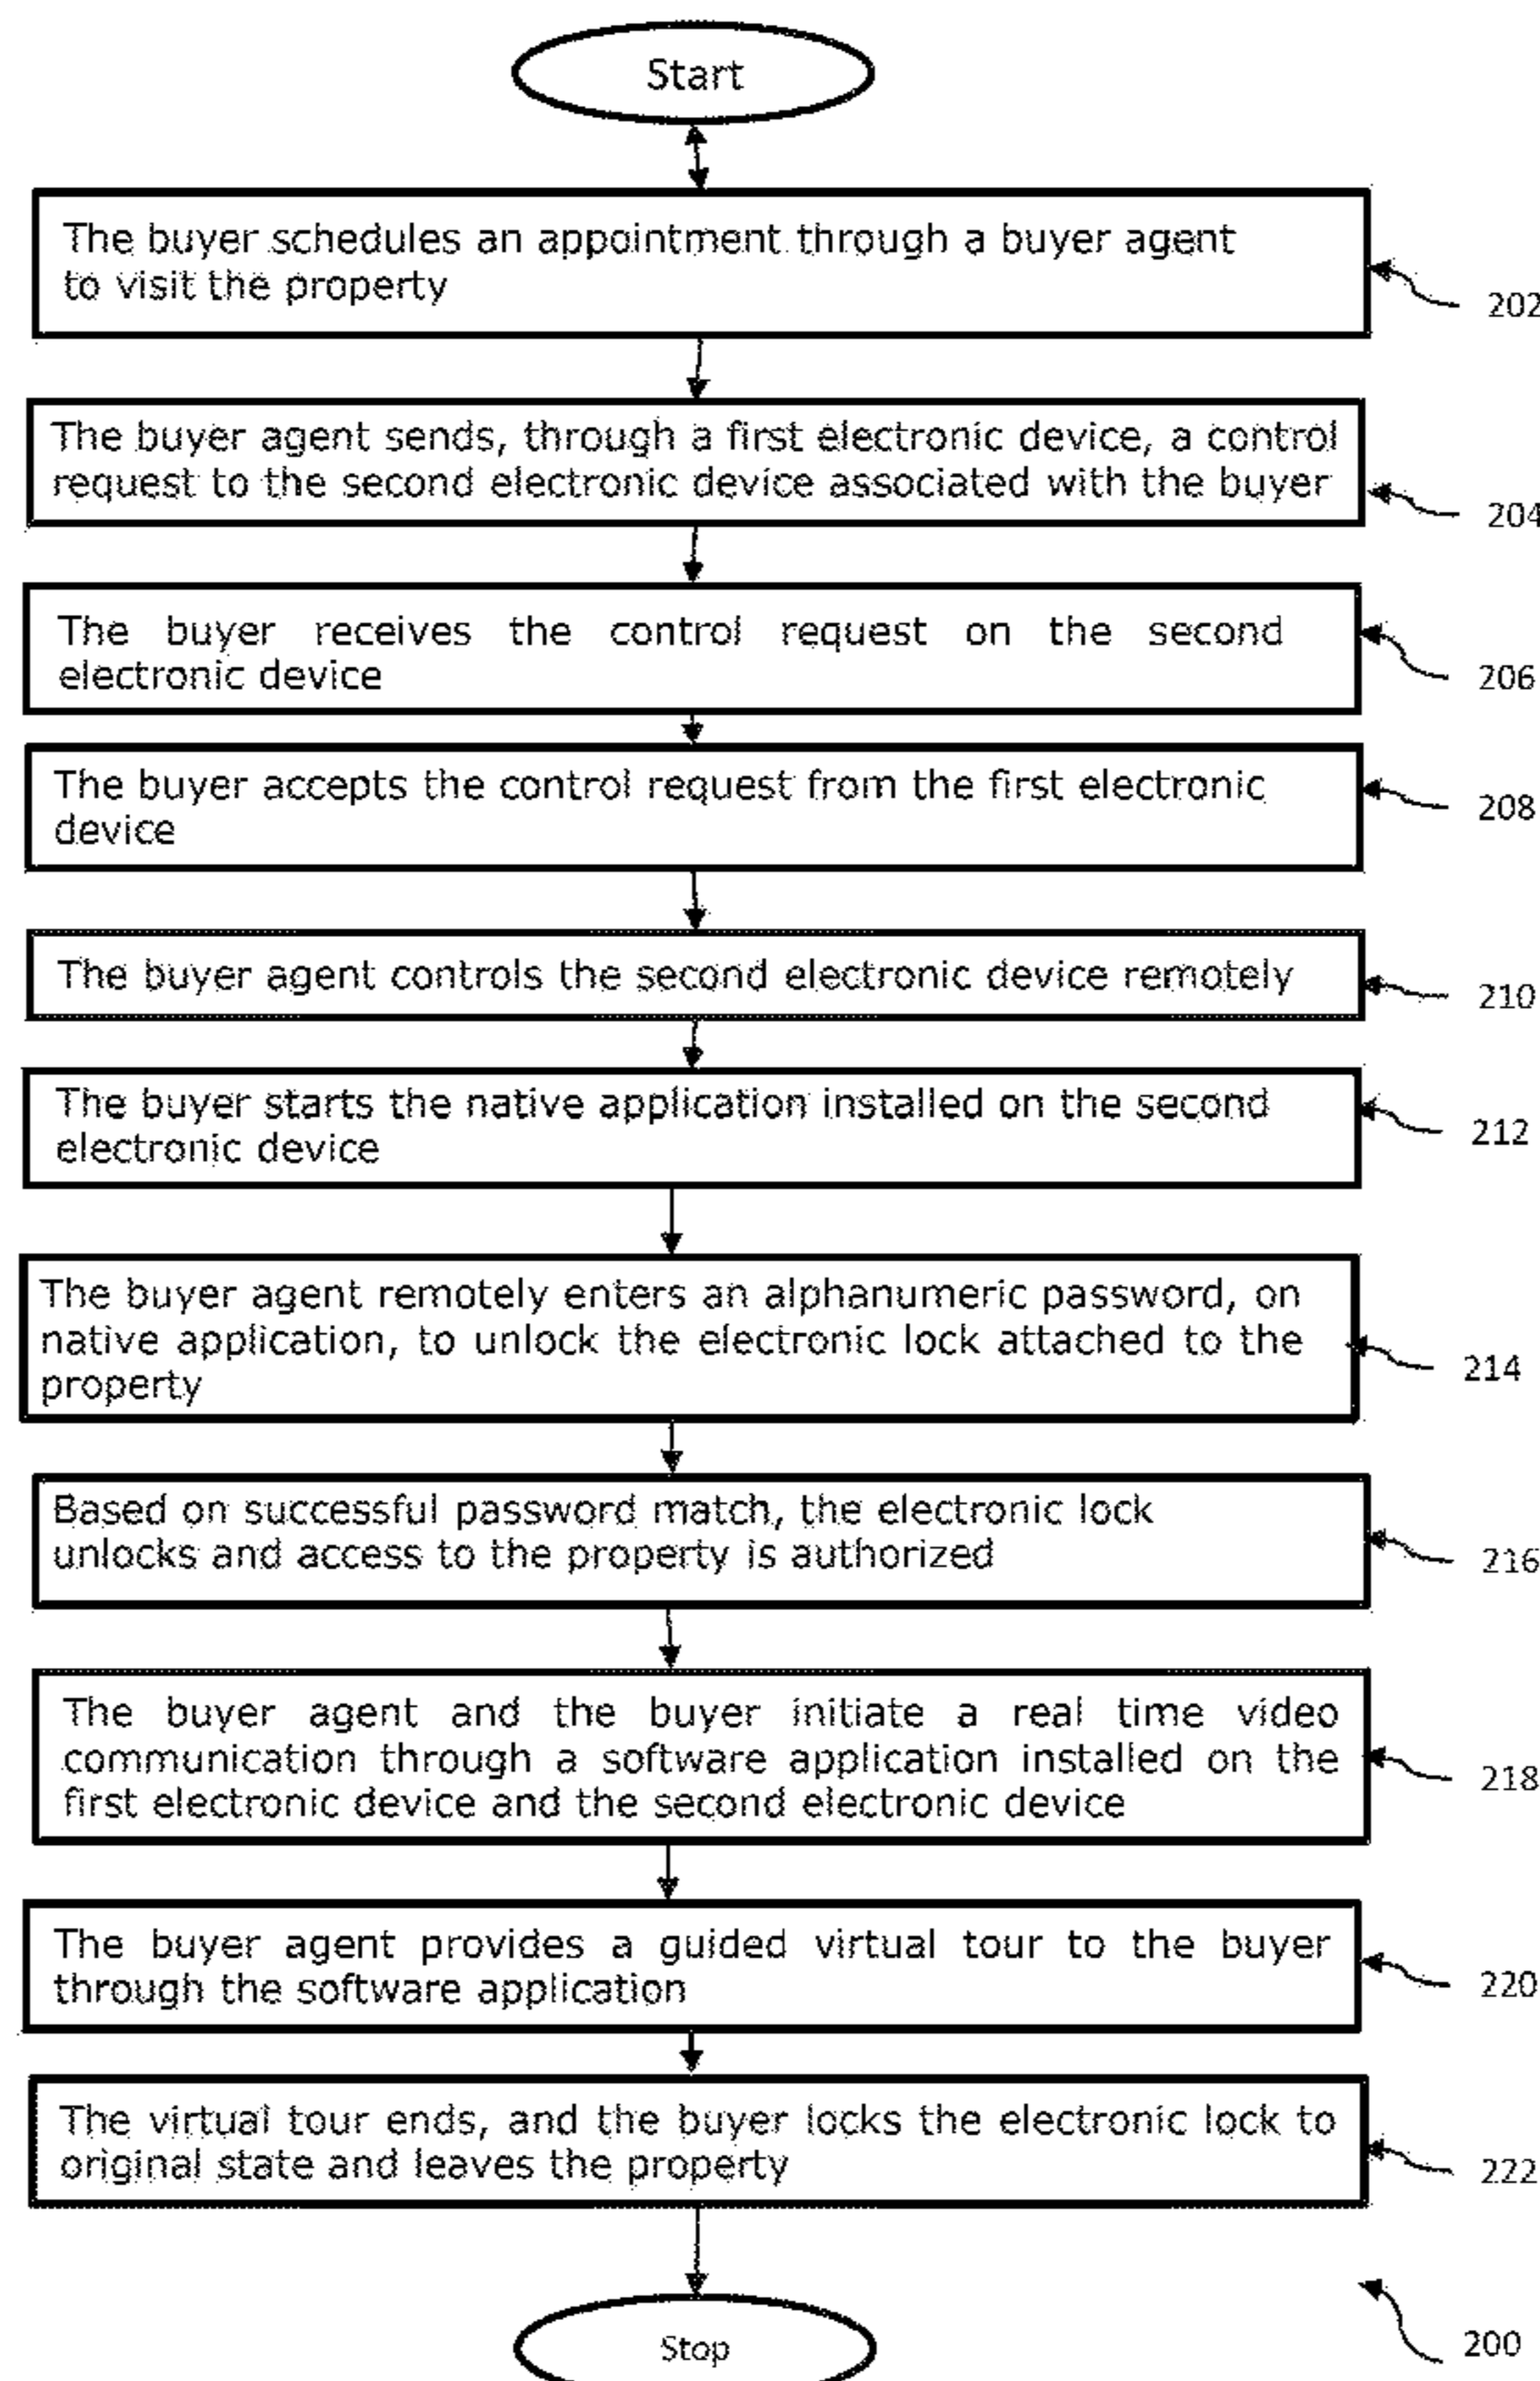 Start
The buyer schedules an appointment through a buyer agent
to visit the property
202
The buyer agent sends, through a first electronic device, a control
request to the second electronic device associated with the buyer
204
The buyer receives the control request on the second
electronic device
206
The buyer accepts the control request from the first electronic
device
208
The buyer agent controls the second electronic device remotely
210
The buyer starts the native application installed on the second
electronic device
212
The buyer agent remotely enters an alphanumeric password, on
native application, to unlock the electronic lock attached to the
property
214
Based on successful password match, the electronic lock
unlocks and access to the property is authorized
216
The buyer agent and the buyer initiate a real time video
communication through a software application installed on the
first electronic device and the second electronic device
218
The buyer agent provides a guided virtual tour to the buyer
through the software application
220
The virtual tour ends, and the buyer locks the electronic lock to
original state and leaves the property
222
Stop
200